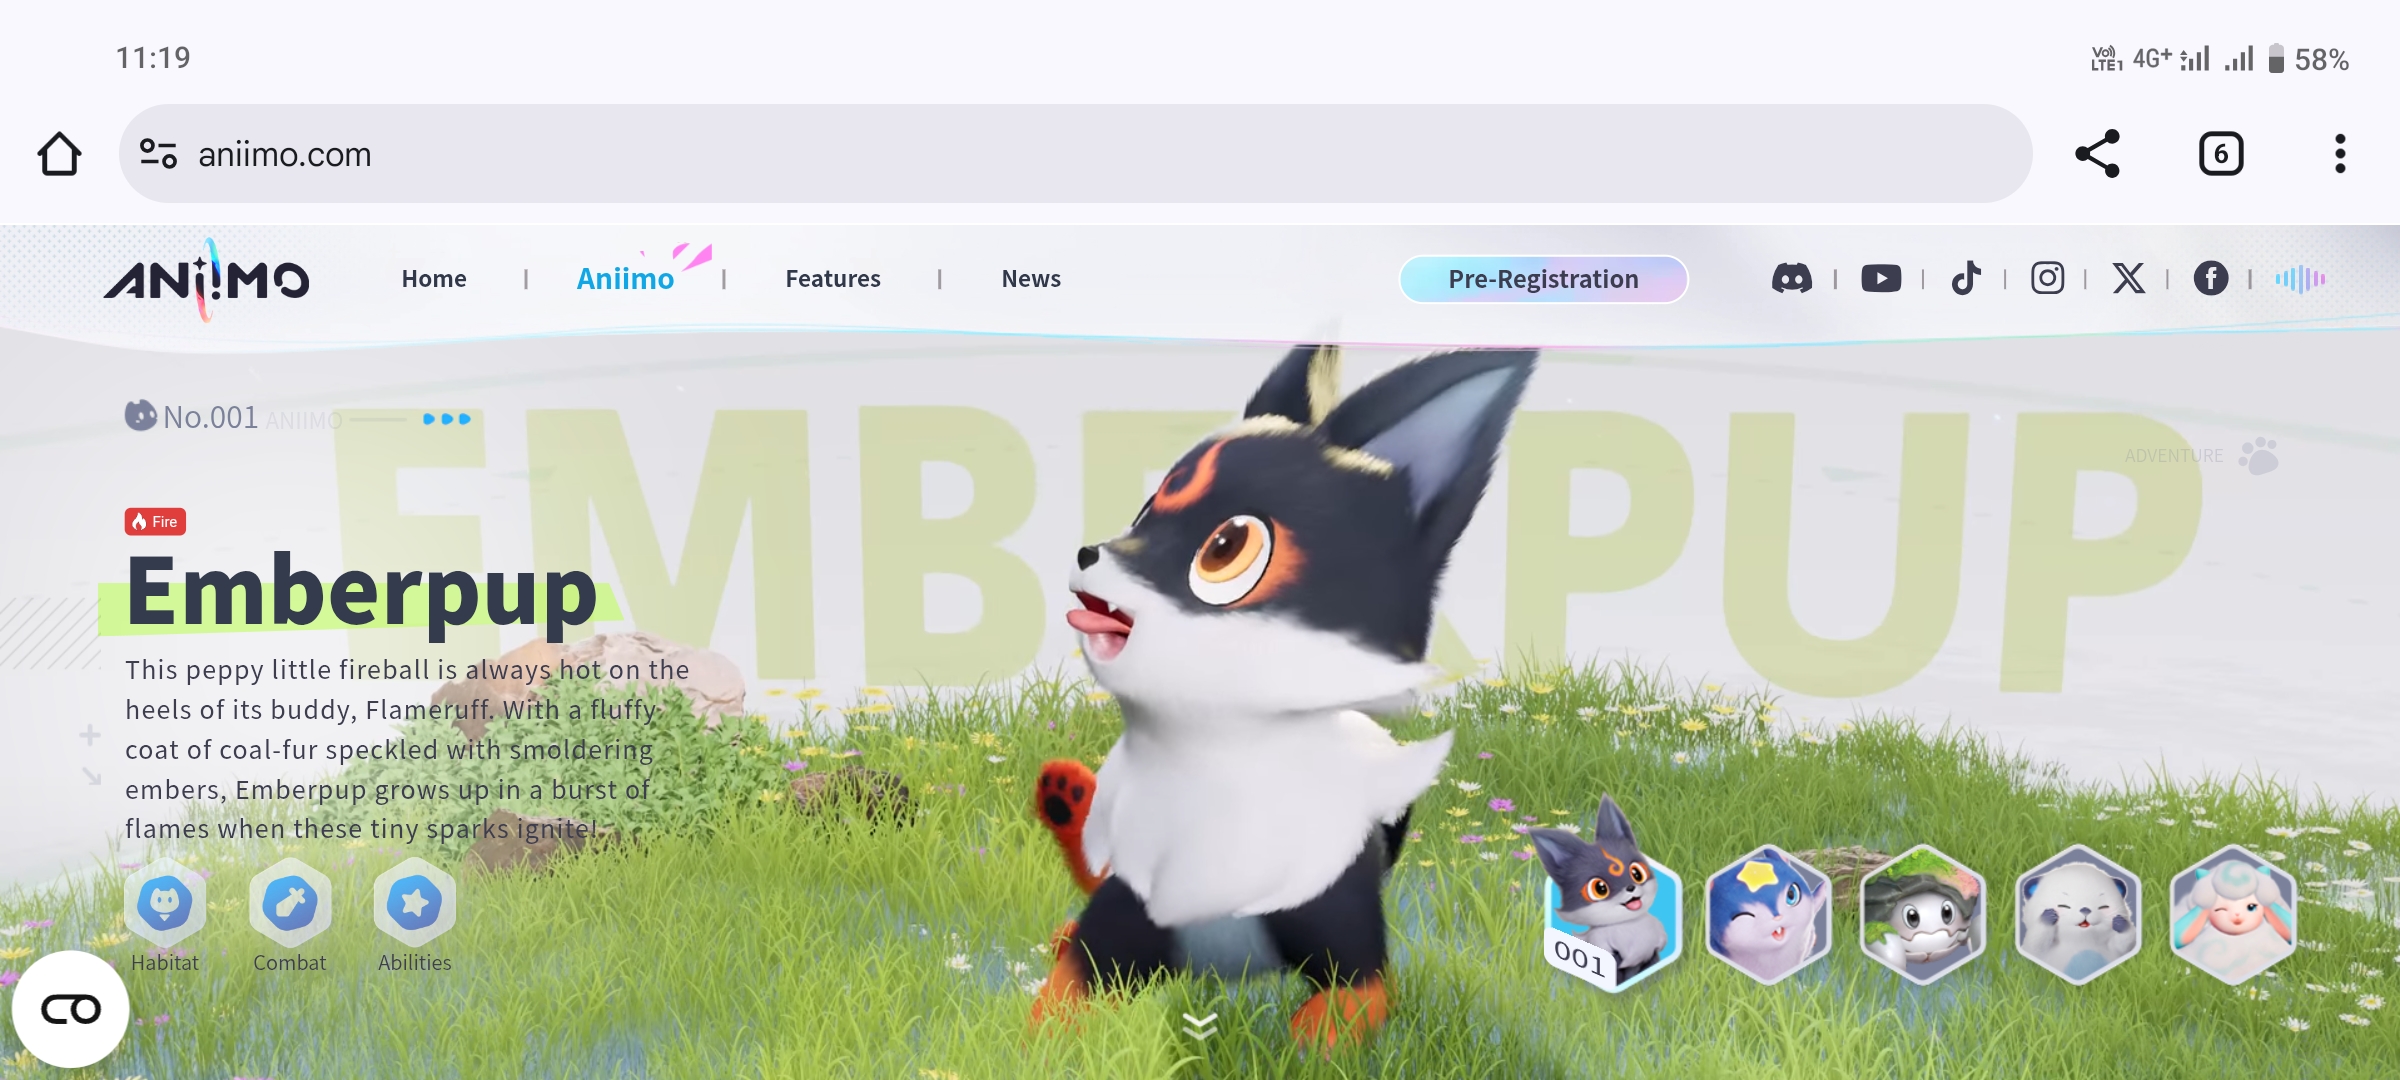 11:19
Vo)) LTE1 4G+ 58%
aniimo.com
6
ANiiMO
Home | Aniimo | Features | News
Pre-Registration
No.001 ANIIMO
EMBERPUP
ADVENTURE
Fire
Emberpup
This peppy little fireball is always hot on the
heels of its buddy, Flameruff. With a fluffy
coat of coal-fur speckled with smoldering
embers, Emberpup grows up in a burst of
flames when these tiny sparks ignite!
001
Habitat Combat Abilities